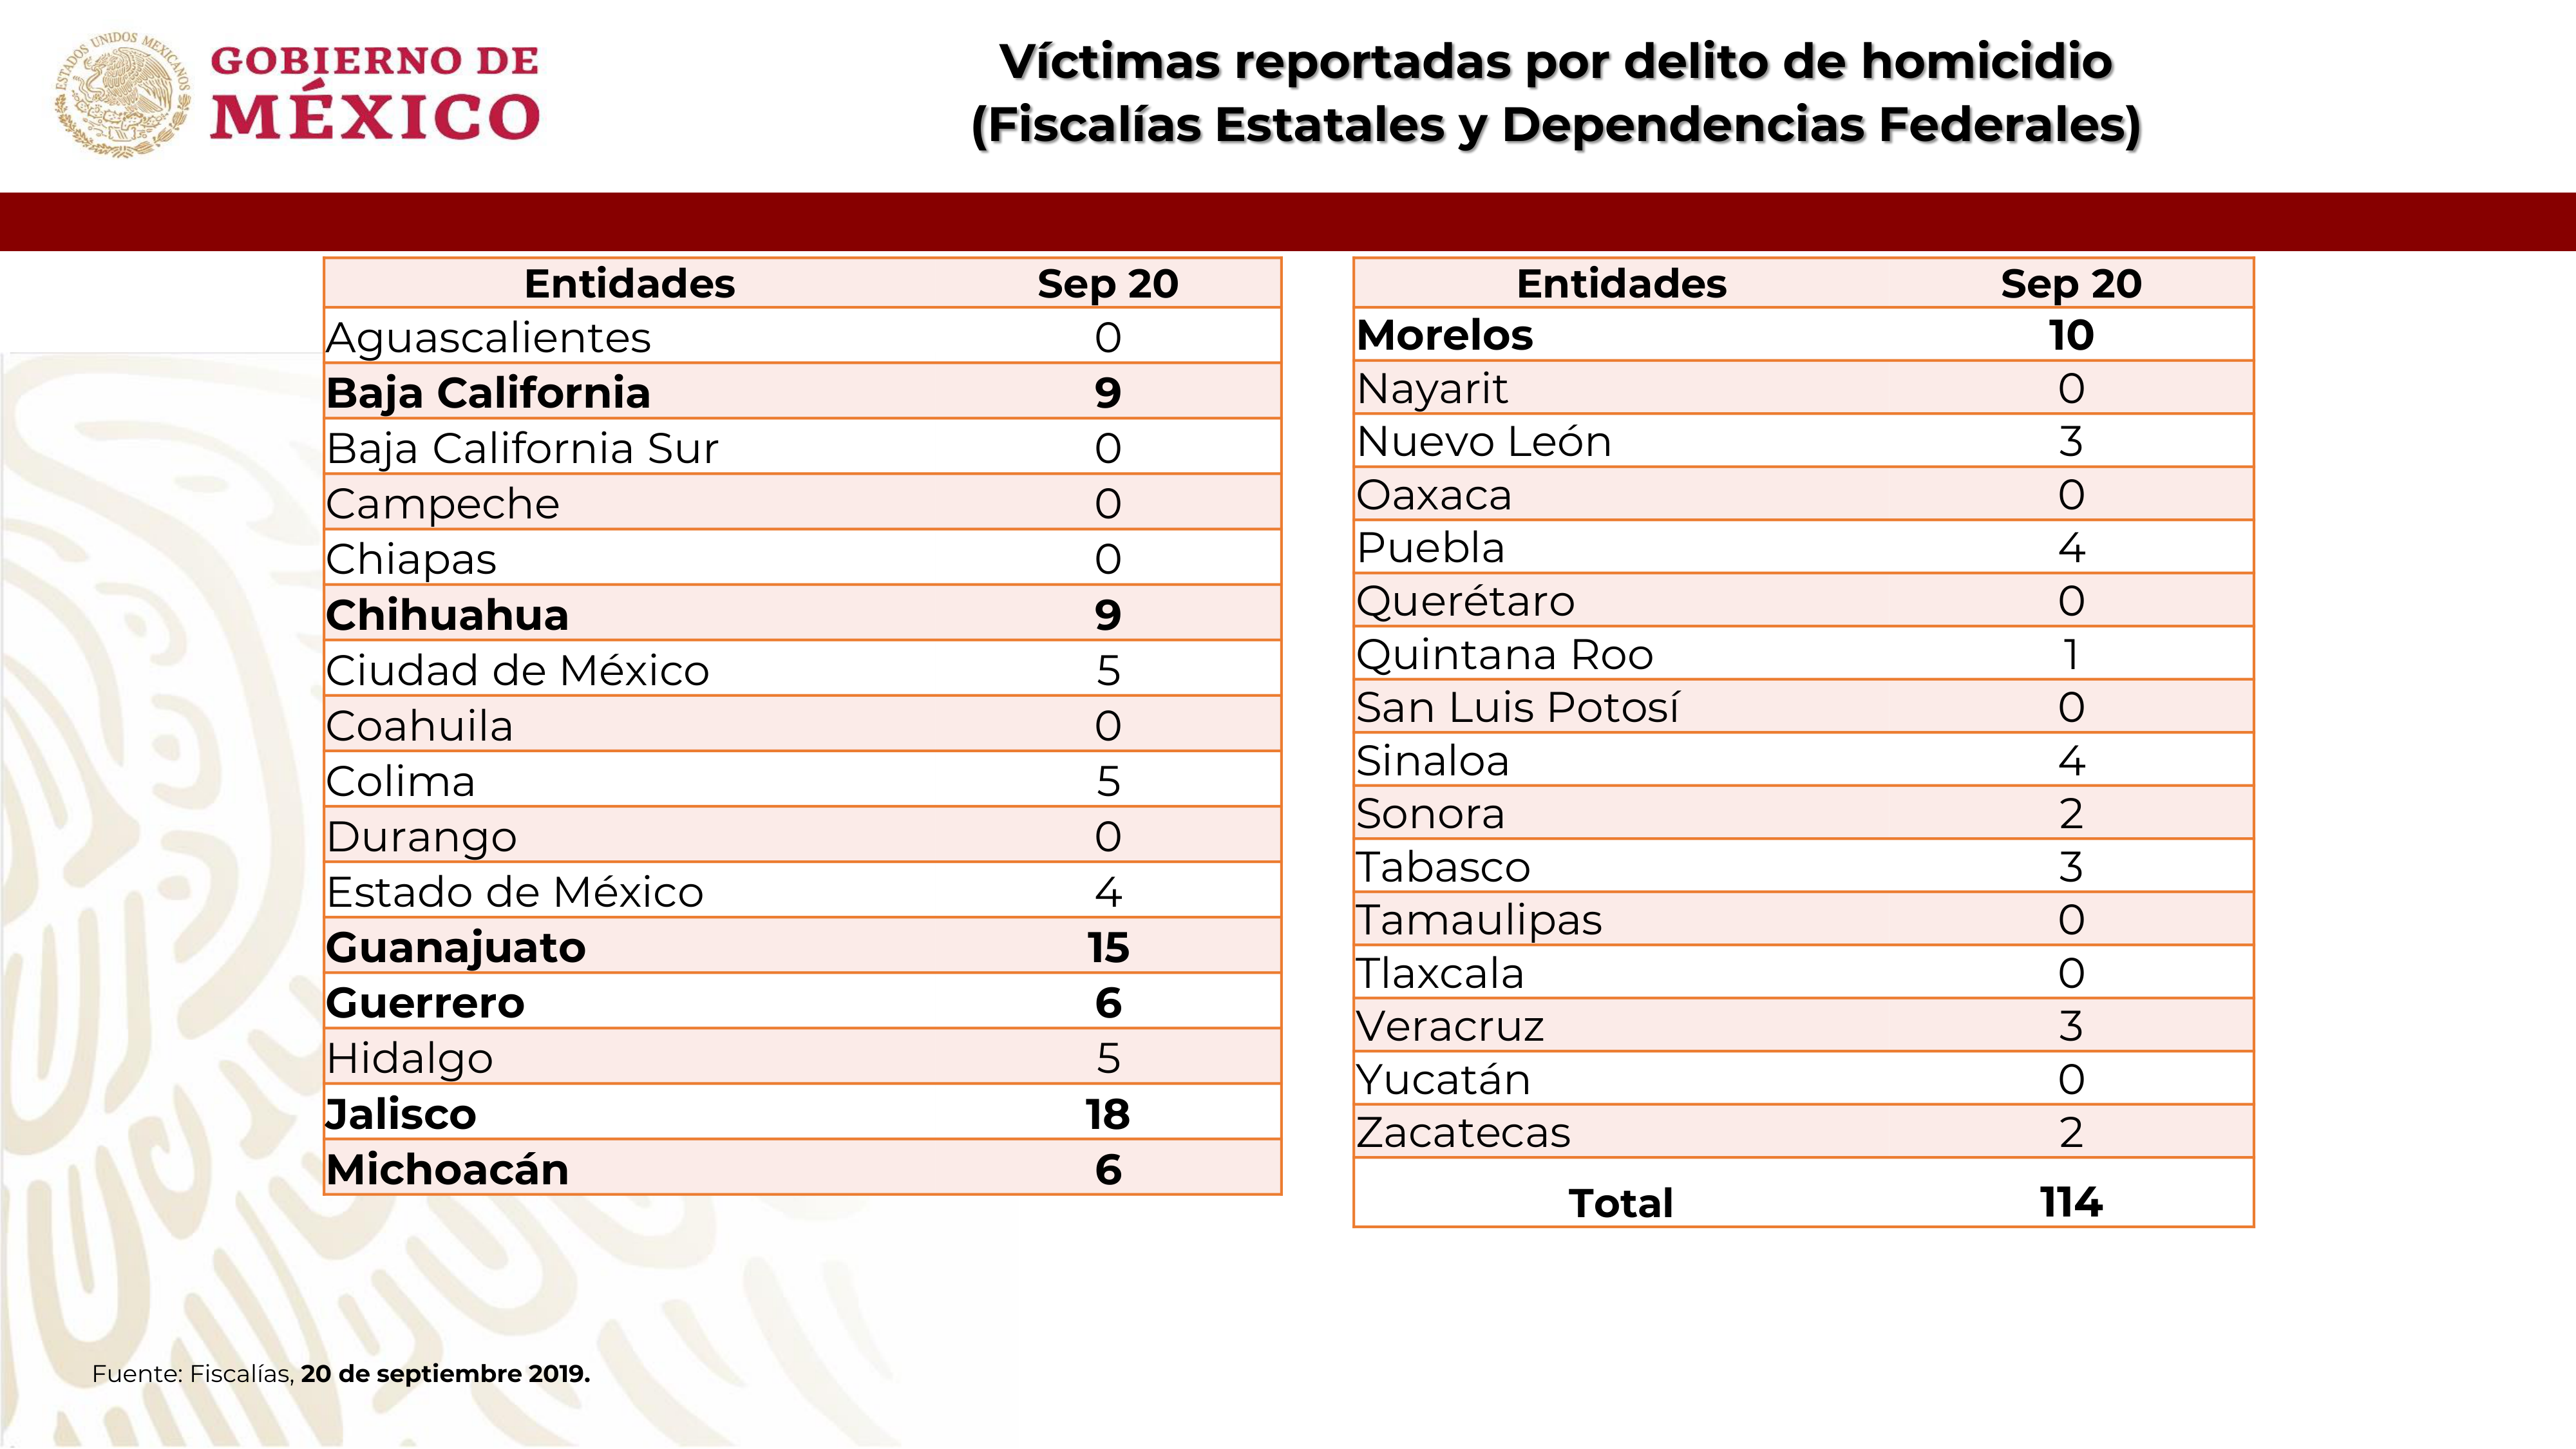 ESTADOS UNIDOS MEXICANOS
GOBIERNO DE
MÉXICO
Víctimas reportadas por delito de homicidio
(Fiscalías Estatales y Dependencias Federales)
Entidades Sep 20
Aguascalientes 0
Baja California 9
Baja California Sur 0
Campeche 0
Chiapas 0
Chihuahua 9
Ciudad de México 5
Coahuila 0
Colima 5
Durango 0
Estado de México 4
Guanajuato 15
Guerrero 6
Hidalgo 5
Jalisco 18
Michoacán 6
Entidades Sep 20
Morelos 10
Nayarit 0
Nuevo León 3
Oaxaca 0
Puebla 4
Querétaro 0
Quintana Roo 1
San Luis Potosí 0
Sinaloa 4
Sonora 2
Tabasco 3
Tamaulipas 0
Tlaxcala 0
Veracruz 3
Yucatán 0
Zacatecas 2
Total 114
Fuente: Fiscalías, 20 de septiembre 2019.